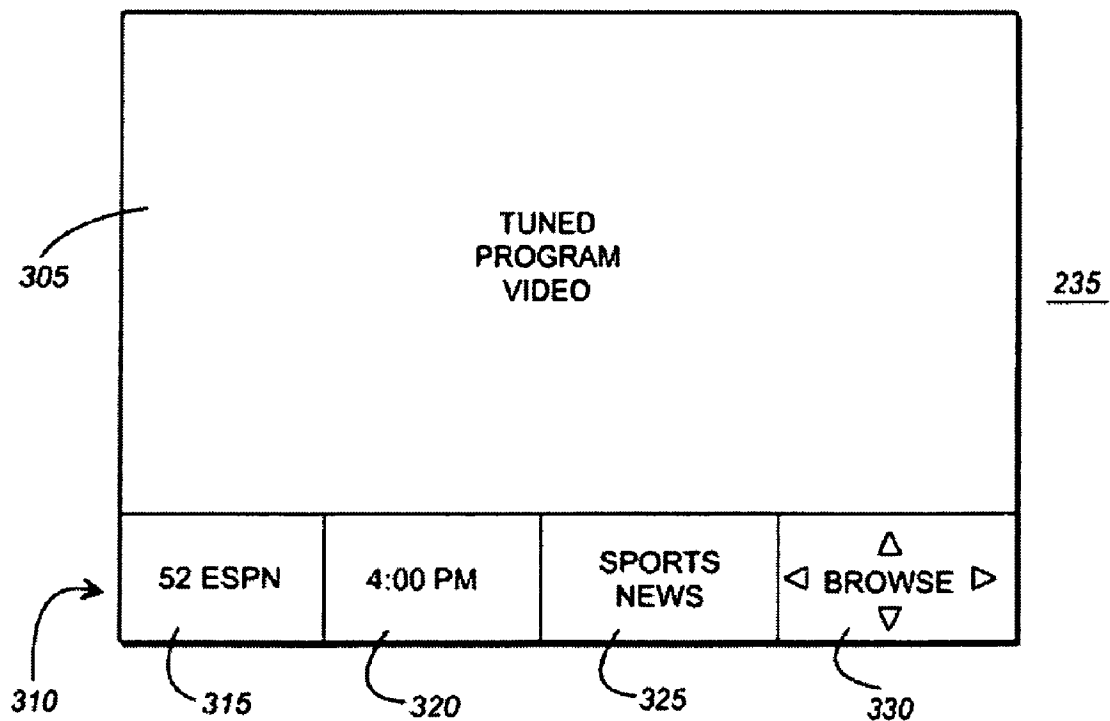 TUNED
PROGRAM
VIDEO
305
235
52 ESPN
4:00 PM
SPORTS
NEWS
BROWSE
310
315
320
325
330